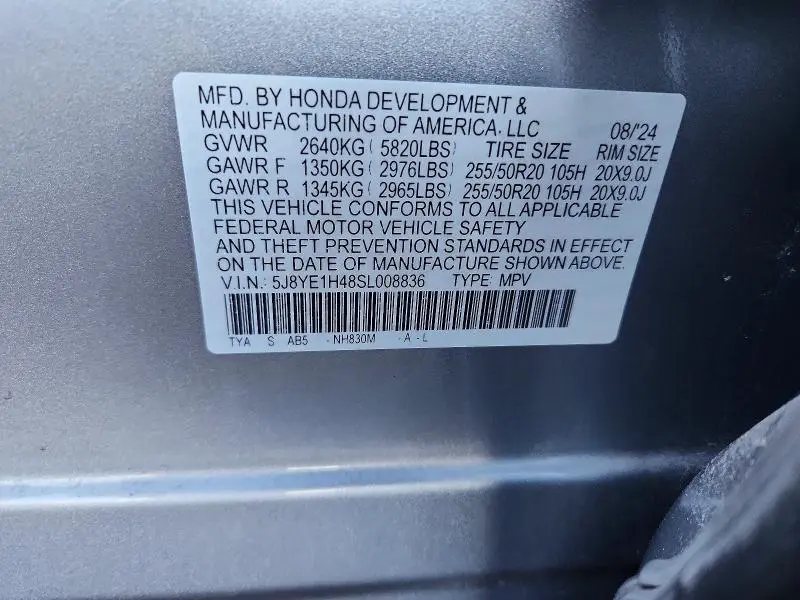 MFD. BY HONDA DEVELOPMENT &
MANUFACTURING OF AMERICA, LLC 08/'24
GVWR 2640KG ( 5820LBS ) TIRE SIZE RIM SIZE
GAWR F 1350KG ( 2976LBS ) 255/50R20 105H 20X9.0J
GAWR R 1345KG ( 2965LBS ) 255/50R20 105H 20X9.0J
THIS VEHICLE CONFORMS TO ALL APPLICABLE
FEDERAL MOTOR VEHICLE SAFETY
AND THEFT PREVENTION STANDARDS IN EFFECT
ON THE DATE OF MANUFACTURE SHOWN ABOVE.
V.I.N.: 5J8YE1H48SL008836 TYPE: MPV
TYA S AB5 - NH830M - A - L